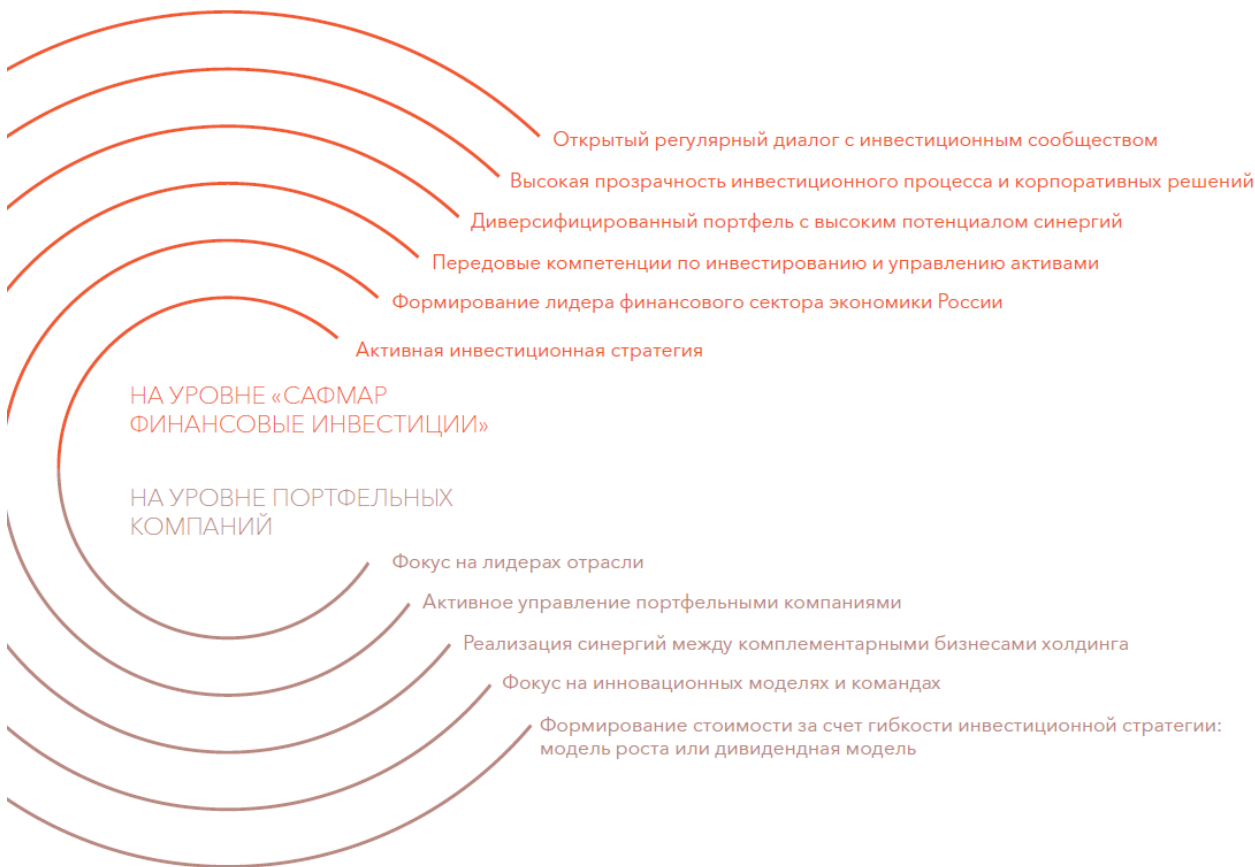 Открытый регулярный диалог с инвестиционным сообществом
Высокая прозрачность инвестиционного процесса и корпоративных решений
Диверсифицированный портфель с высоким потенциалом синергий
Передовые компетенции по инвестированию и управлению активами
Формирование лидера финансового сектора экономики России
Активная инвестиционная стратегия
НА УРОВНЕ «САФМАР
ФИНАНСОВЫЕ ИНВЕСТИЦИИ»
НА УРОВНЕ ПОРТФЕЛЬНЫХ
КОМПАНИЙ
Фокус на лидерах отрасли
Активное управление портфельными компаниями
Реализация синергий между комплементарными бизнесами холдинга
Фокус на инновационных моделях и командах
Формирование стоимости за счет гибкости инвестиционной стратегии:
модель роста или дивидендная модель